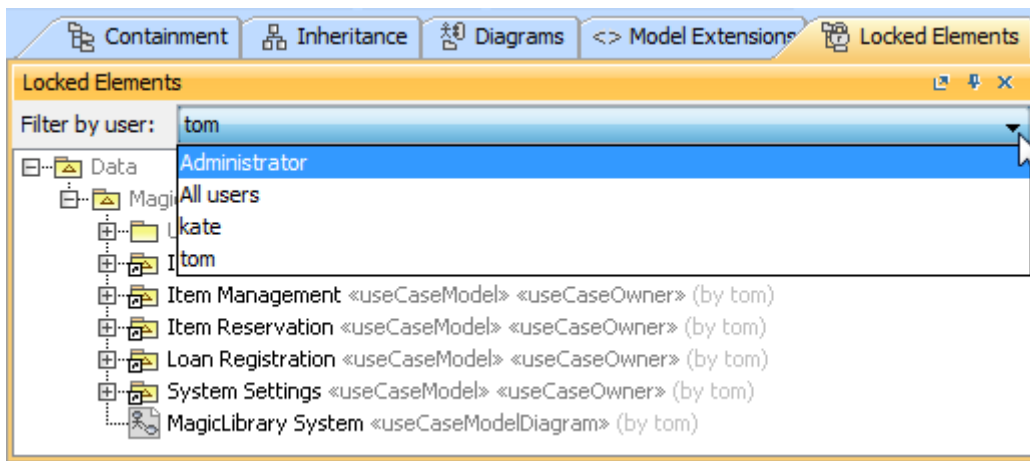 Containment Inheritance Diagrams <> Model Extensions Locked Elements
Locked Elements
Filter by user: tom
Data
Administrator
All users
kate
tom
Item Management «useCaseModel» «useCaseOwner» (by tom)
Item Reservation «useCaseModel» «useCaseOwner» (by tom)
Loan Registration «useCaseModel» «useCaseOwner» (by tom)
System Settings «useCaseModel» «useCaseOwner» (by tom)
MagicLibrary System «useCaseModelDiagram» (by tom)